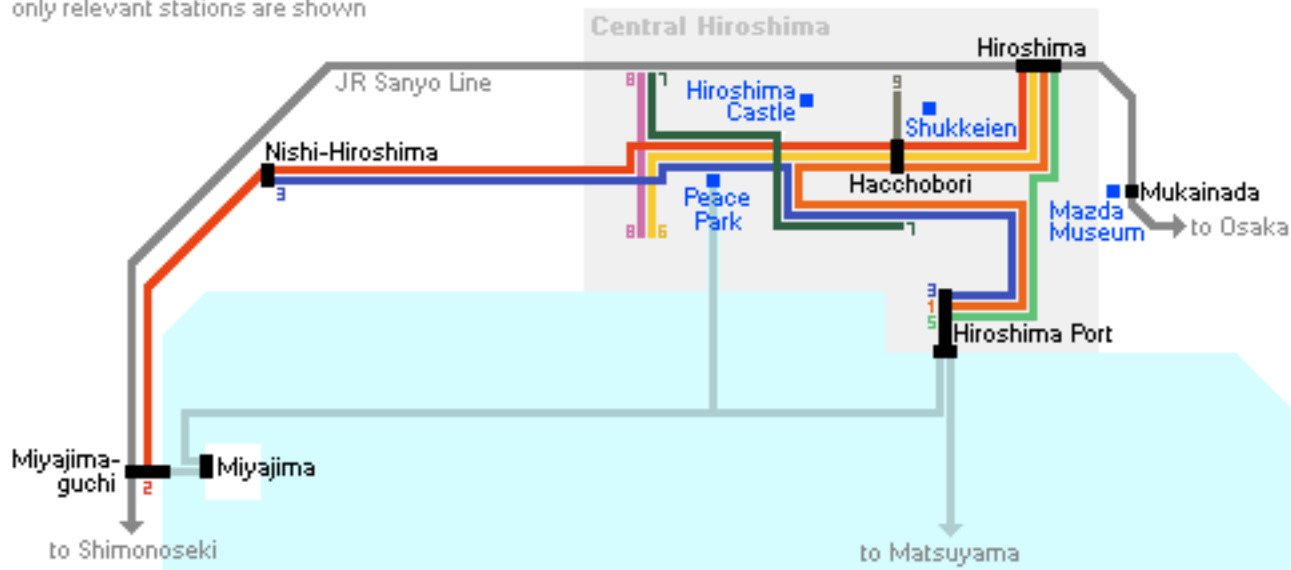 only relevant stations are shown
Central Hiroshima
Hiroshima
JR Sanyo Line
8
7
Hiroshima
Castle
9
Shukkeien
Nishi-Hiroshima
3
Hacchobori
Peace
Park
Mukainada
Mazda
Museum
to Osaka
8
6
7
3
1
5
Hiroshima Port
Miyajima-
guchi
2
Miyajima
to Shimonoseki
to Matsuyama